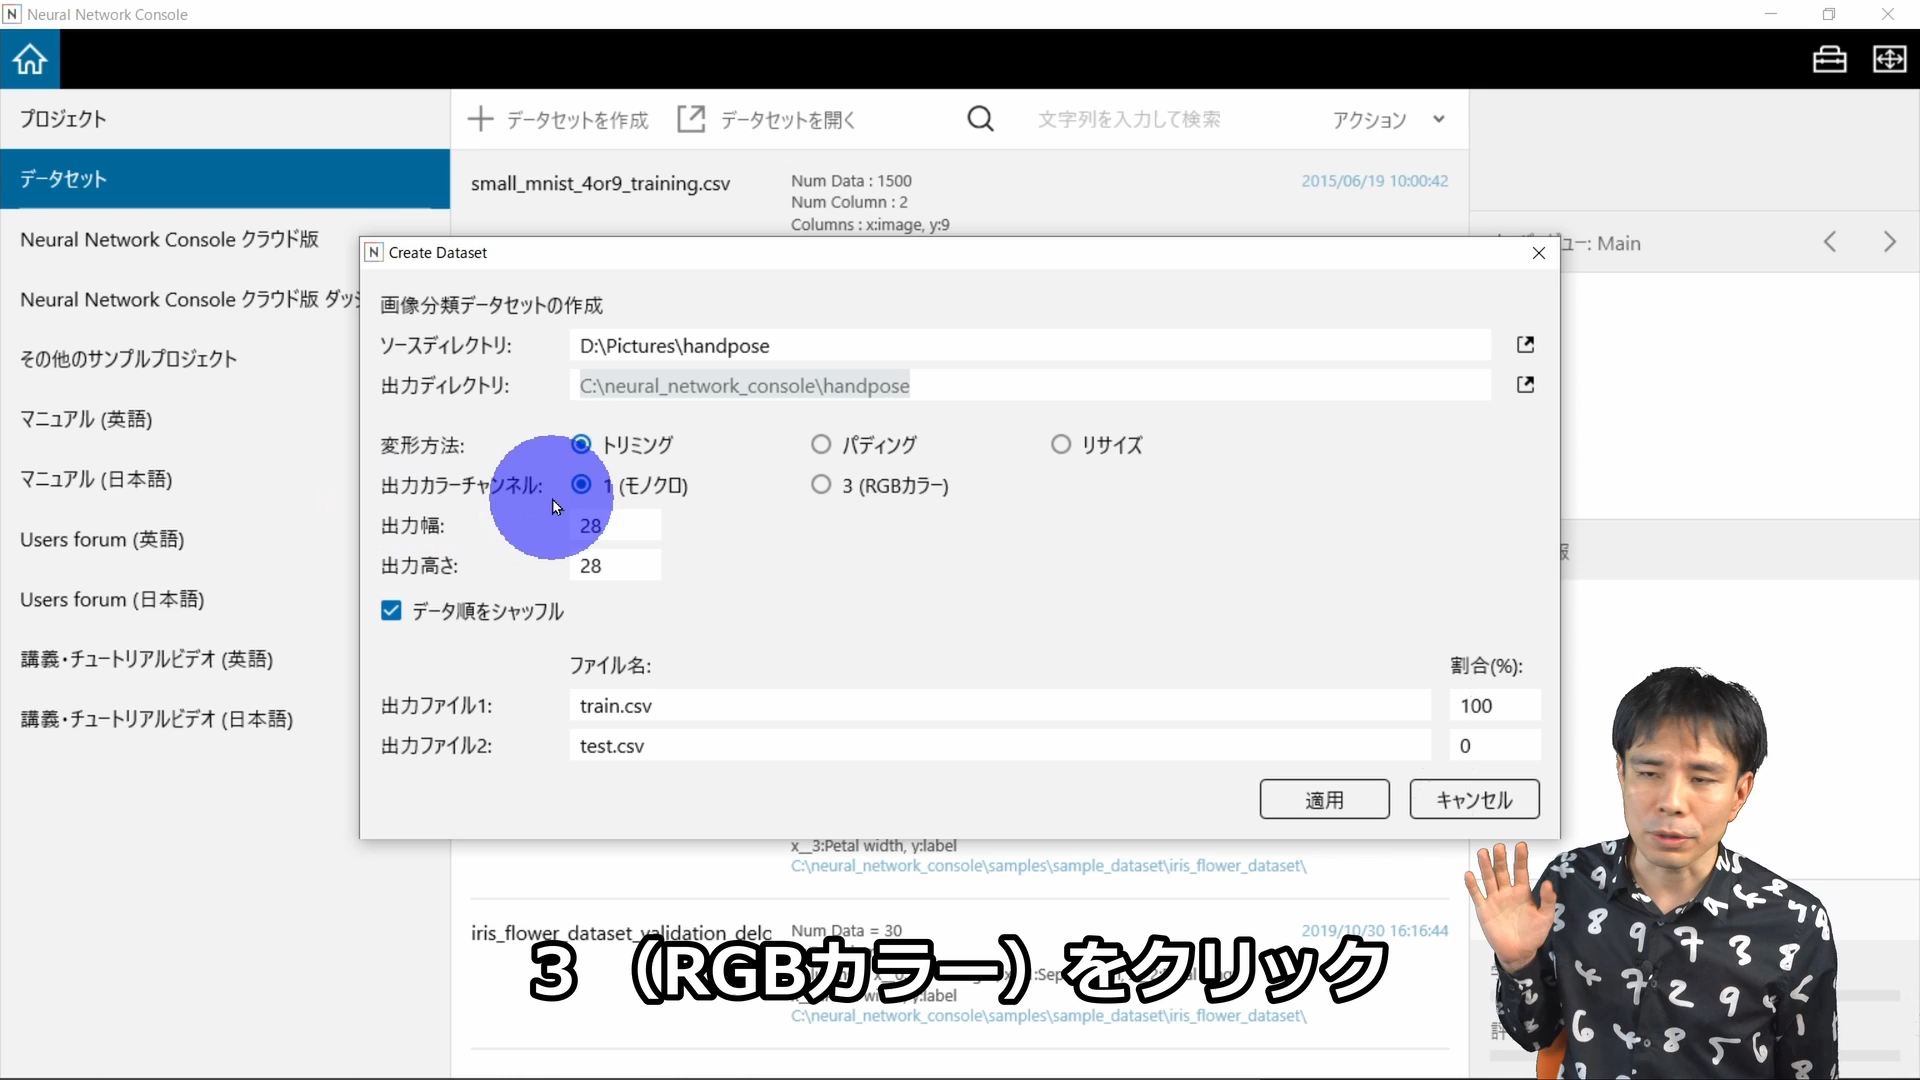 Neural Network Console
プロジェクト
データセット
Neural Network Console クラウド版
Neural Network Console クラウド版 ダッシ
その他のサンプルプロジェクト
マニュアル (英語)
マニュアル (日本語)
Users forum (英語)
Users forum (日本語)
講義・チュートリアルビデオ (英語)
講義・チュートリアルビデオ (日本語)
データセットを作成
データセットを開く
文字列を入力して検索
アクション
small_mnist_4or9_training.csv
Num Data : 1500
Num Column : 2
Columns : x:image, y:9
2015/06/19 10:00:42
ュー: Main
N Create Dataset
画像分類データセットの作成
ソースディレクトリ: D:\Pictures\handpose
出力ディレクトリ: C:\neural_network_console\handpose
変形方法: トリミング パディング リサイズ
出力カラーチャンネル: 1 (モノクロ) 3 (RGBカラー)
出力幅: 28
出力高さ: 28
データ順をシャッフル
ファイル名: 割合(%):
出力ファイル1: train.csv 100
出力ファイル2: test.csv 0
適用 キャンセル
x__3:Petal width, y:label
C:\neural_network_console\samples\sample_dataset\iris_flower_dataset\
iris_flower_dataset_validation_delc
Num Data = 30
2019/10/30 16:16:44
y:label
C:\neural_network_console\samples\sample_dataset\iris_flower_dataset\
3 （RGBカラー）をクリック